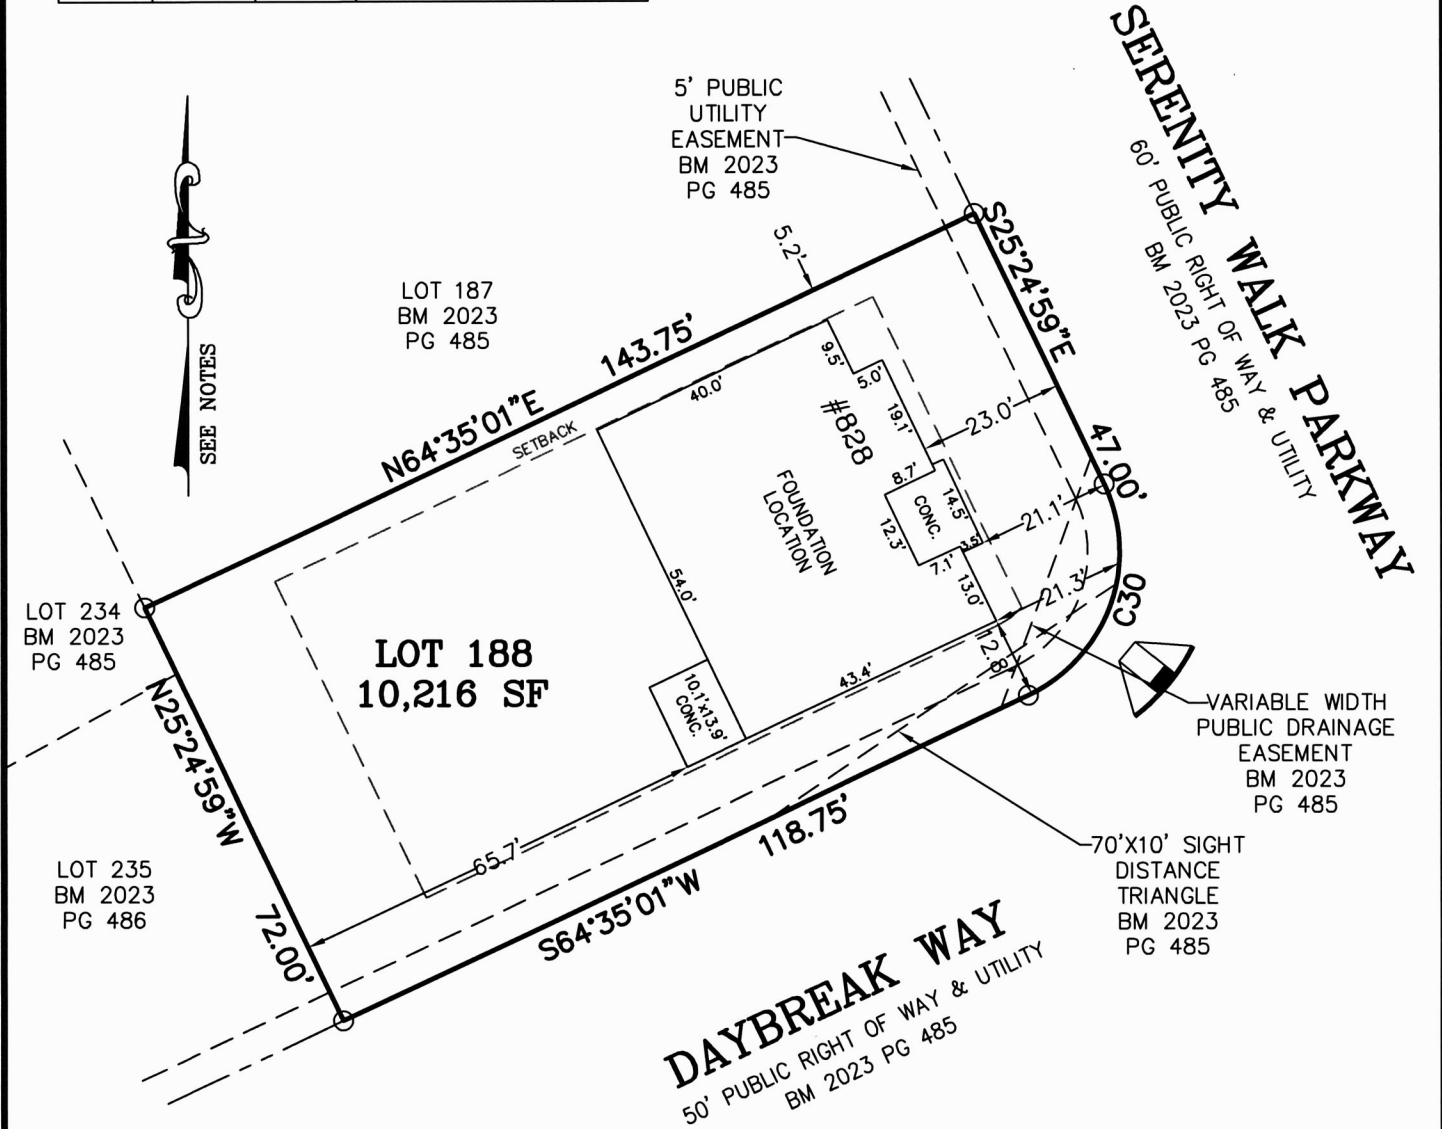 SERENITY WALK PARKWAY
60' PUBLIC RIGHT OF WAY & UTILITY
BM 2023 PG 485
5' PUBLIC
UTILITY
EASEMENT
BM 2023
PG 485
SEE NOTES
LOT 187
BM 2023
PG 485
5.2'
N64°35'01"E
143.75'
S25°24'59"E
47.00'
SETBACK
40.0'
9.5'
5.0'
19.1'
#828
23.0'
8.7'
14.5'
CONC.
12.3'
7.1'
3.5'
21.1'
FOUNDATION
LOCATION
13.0'
21.3'
C30
12.8'
54.0'
43.4'
10.1'x13.9'
CONC.
LOT 188
10,216 SF
LOT 234
BM 2023
PG 485
N25°24'59"W
72.00'
LOT 235
BM 2023
PG 486
65.7'
S64°35'01"W
118.75'
VARIABLE WIDTH
PUBLIC DRAINAGE
EASEMENT
BM 2023
PG 485
70'X10' SIGHT
DISTANCE
TRIANGLE
BM 2023
PG 485
DAYBREAK WAY
50' PUBLIC RIGHT OF WAY & UTILITY
BM 2023 PG 485